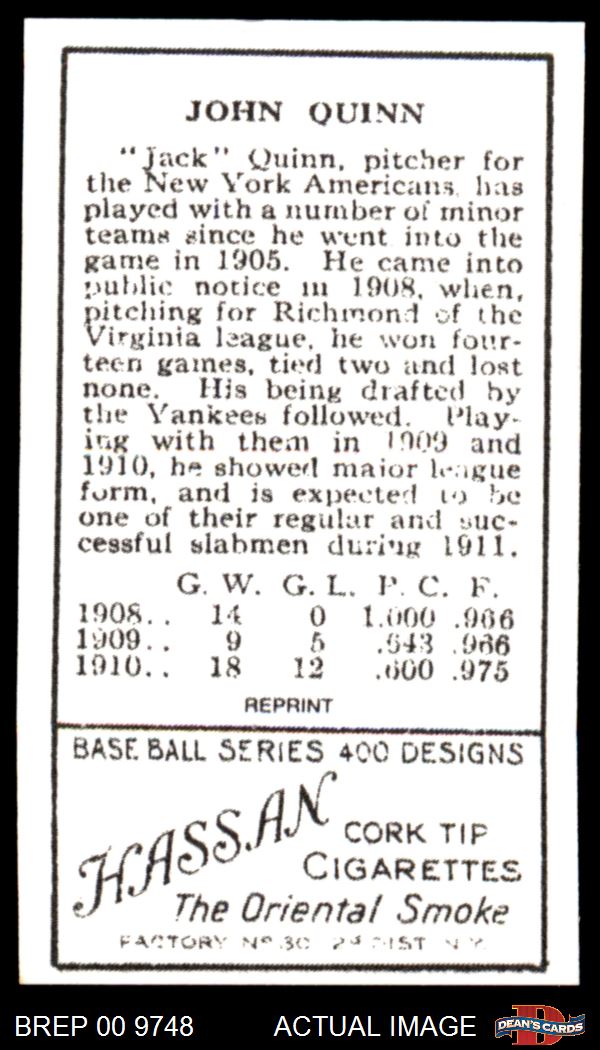 JOHN QUINN
"Jack" Quinn, pitcher for
the New York Americans, has
played with a number of minor
teams since he went into the
game in 1905. He came into
public notice in 1908, when,
pitching for Richmond of the
Virginia league, he won four-
teen games, tied two and lost
none. His being drafted by
the Yankees followed. Play-
ing with them in 1909 and
1910, he showed major league
form, and is expected to be
one of their regular and suc-
cessful slabmen during 1911.
G. W. G. L. P. C. F.
1908.. 14 0 1.000 .966
1909.. 9 5 .643 .966
1910.. 18 12 .600 .975
REPRINT
BASE BALL SERIES 400 DESIGNS
HASSAN
CORK TIP
CIGARETTES
The Oriental Smoke
FACTORY Nº 30 2d DIST N.Y.
BREP 00 9748 ACTUAL IMAGE
D
DEAN'S CARDS